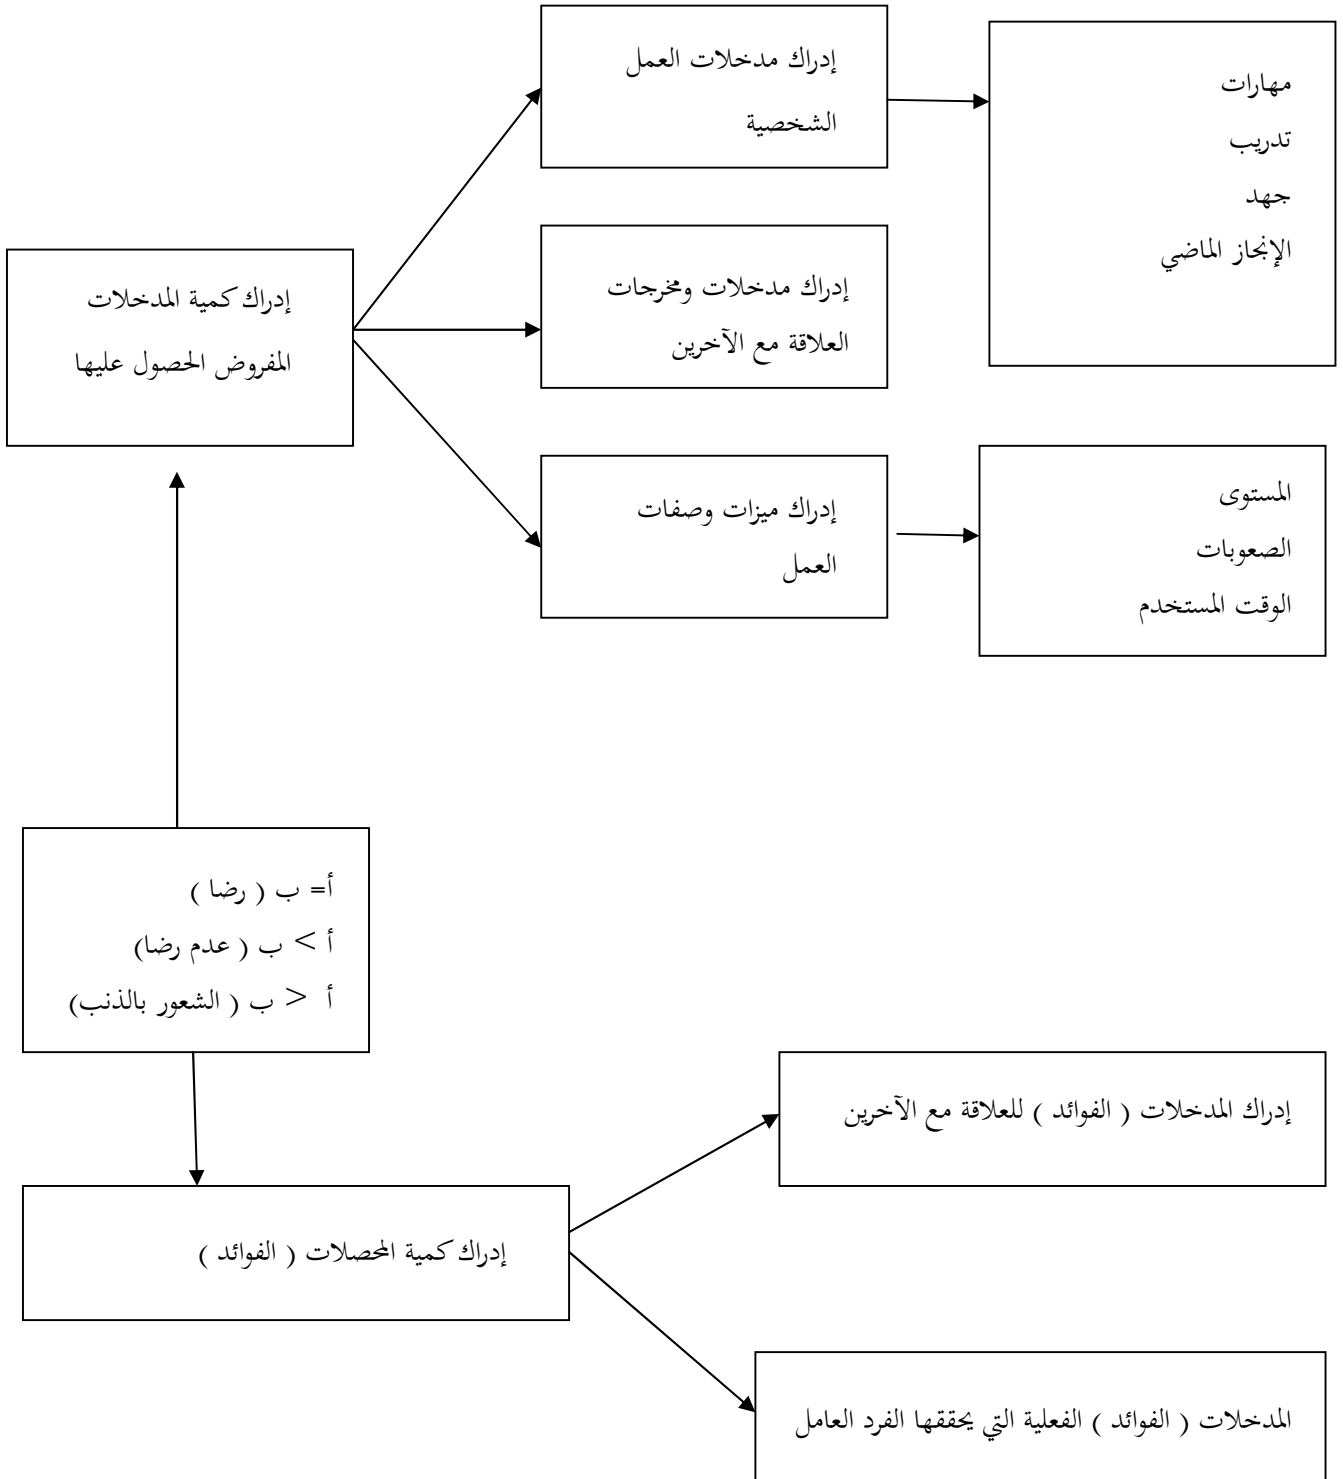 إدراك مدخلات العمل
الشخصية
مهارات
تدريب
جهد
الإنجاز الماضي
إدراك كمية المدخلات
المفروض الحصول عليها
إدراك مدخلات ومخرجات
العلاقة مع الآخرين
إدراك ميزات وصفات
العمل
المستوى
الصعوبات
الوقت المستخدم
أ= ب ( رضا )
أ > ب ( عدم رضا)
أ < ب ( الشعور بالذنب)
إدراك المدخلات ( الفوائد ) للعلاقة مع الآخرين
إدراك كمية المحصلات ( الفوائد )
المدخلات ( الفوائد ) الفعلية التي يحققها الفرد العامل